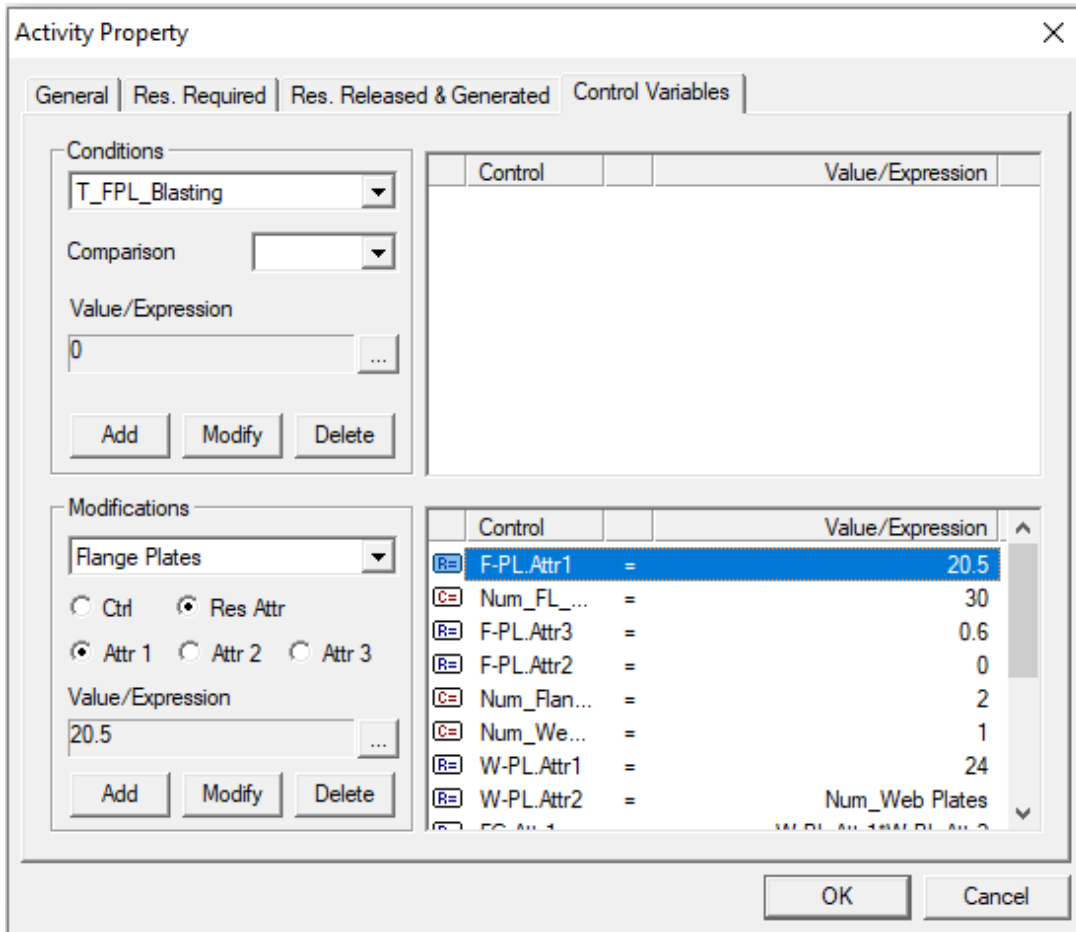 Activity Property
General Res. Required Res. Released & Generated Control Variables
Conditions
T_FPL_Blasting
Comparison
Value/Expression
0
...
Add Modify Delete
Control Value/Expression
Modifications
Flange Plates
Ctrl Res Attr
Attr 1 Attr 2 Attr 3
Value/Expression
20.5
...
Add Modify Delete
Control Value/Expression
R= F-PL.Attr1 = 20.5
C= Num_FL_... = 30
R= F-PL.Attr3 = 0.6
R= F-PL.Attr2 = 0
C= Num_Flan... = 2
C= Num_We... = 1
R= W-PL.Attr1 = 24
R= W-PL.Attr2 = Num_Web Plates
OK Cancel